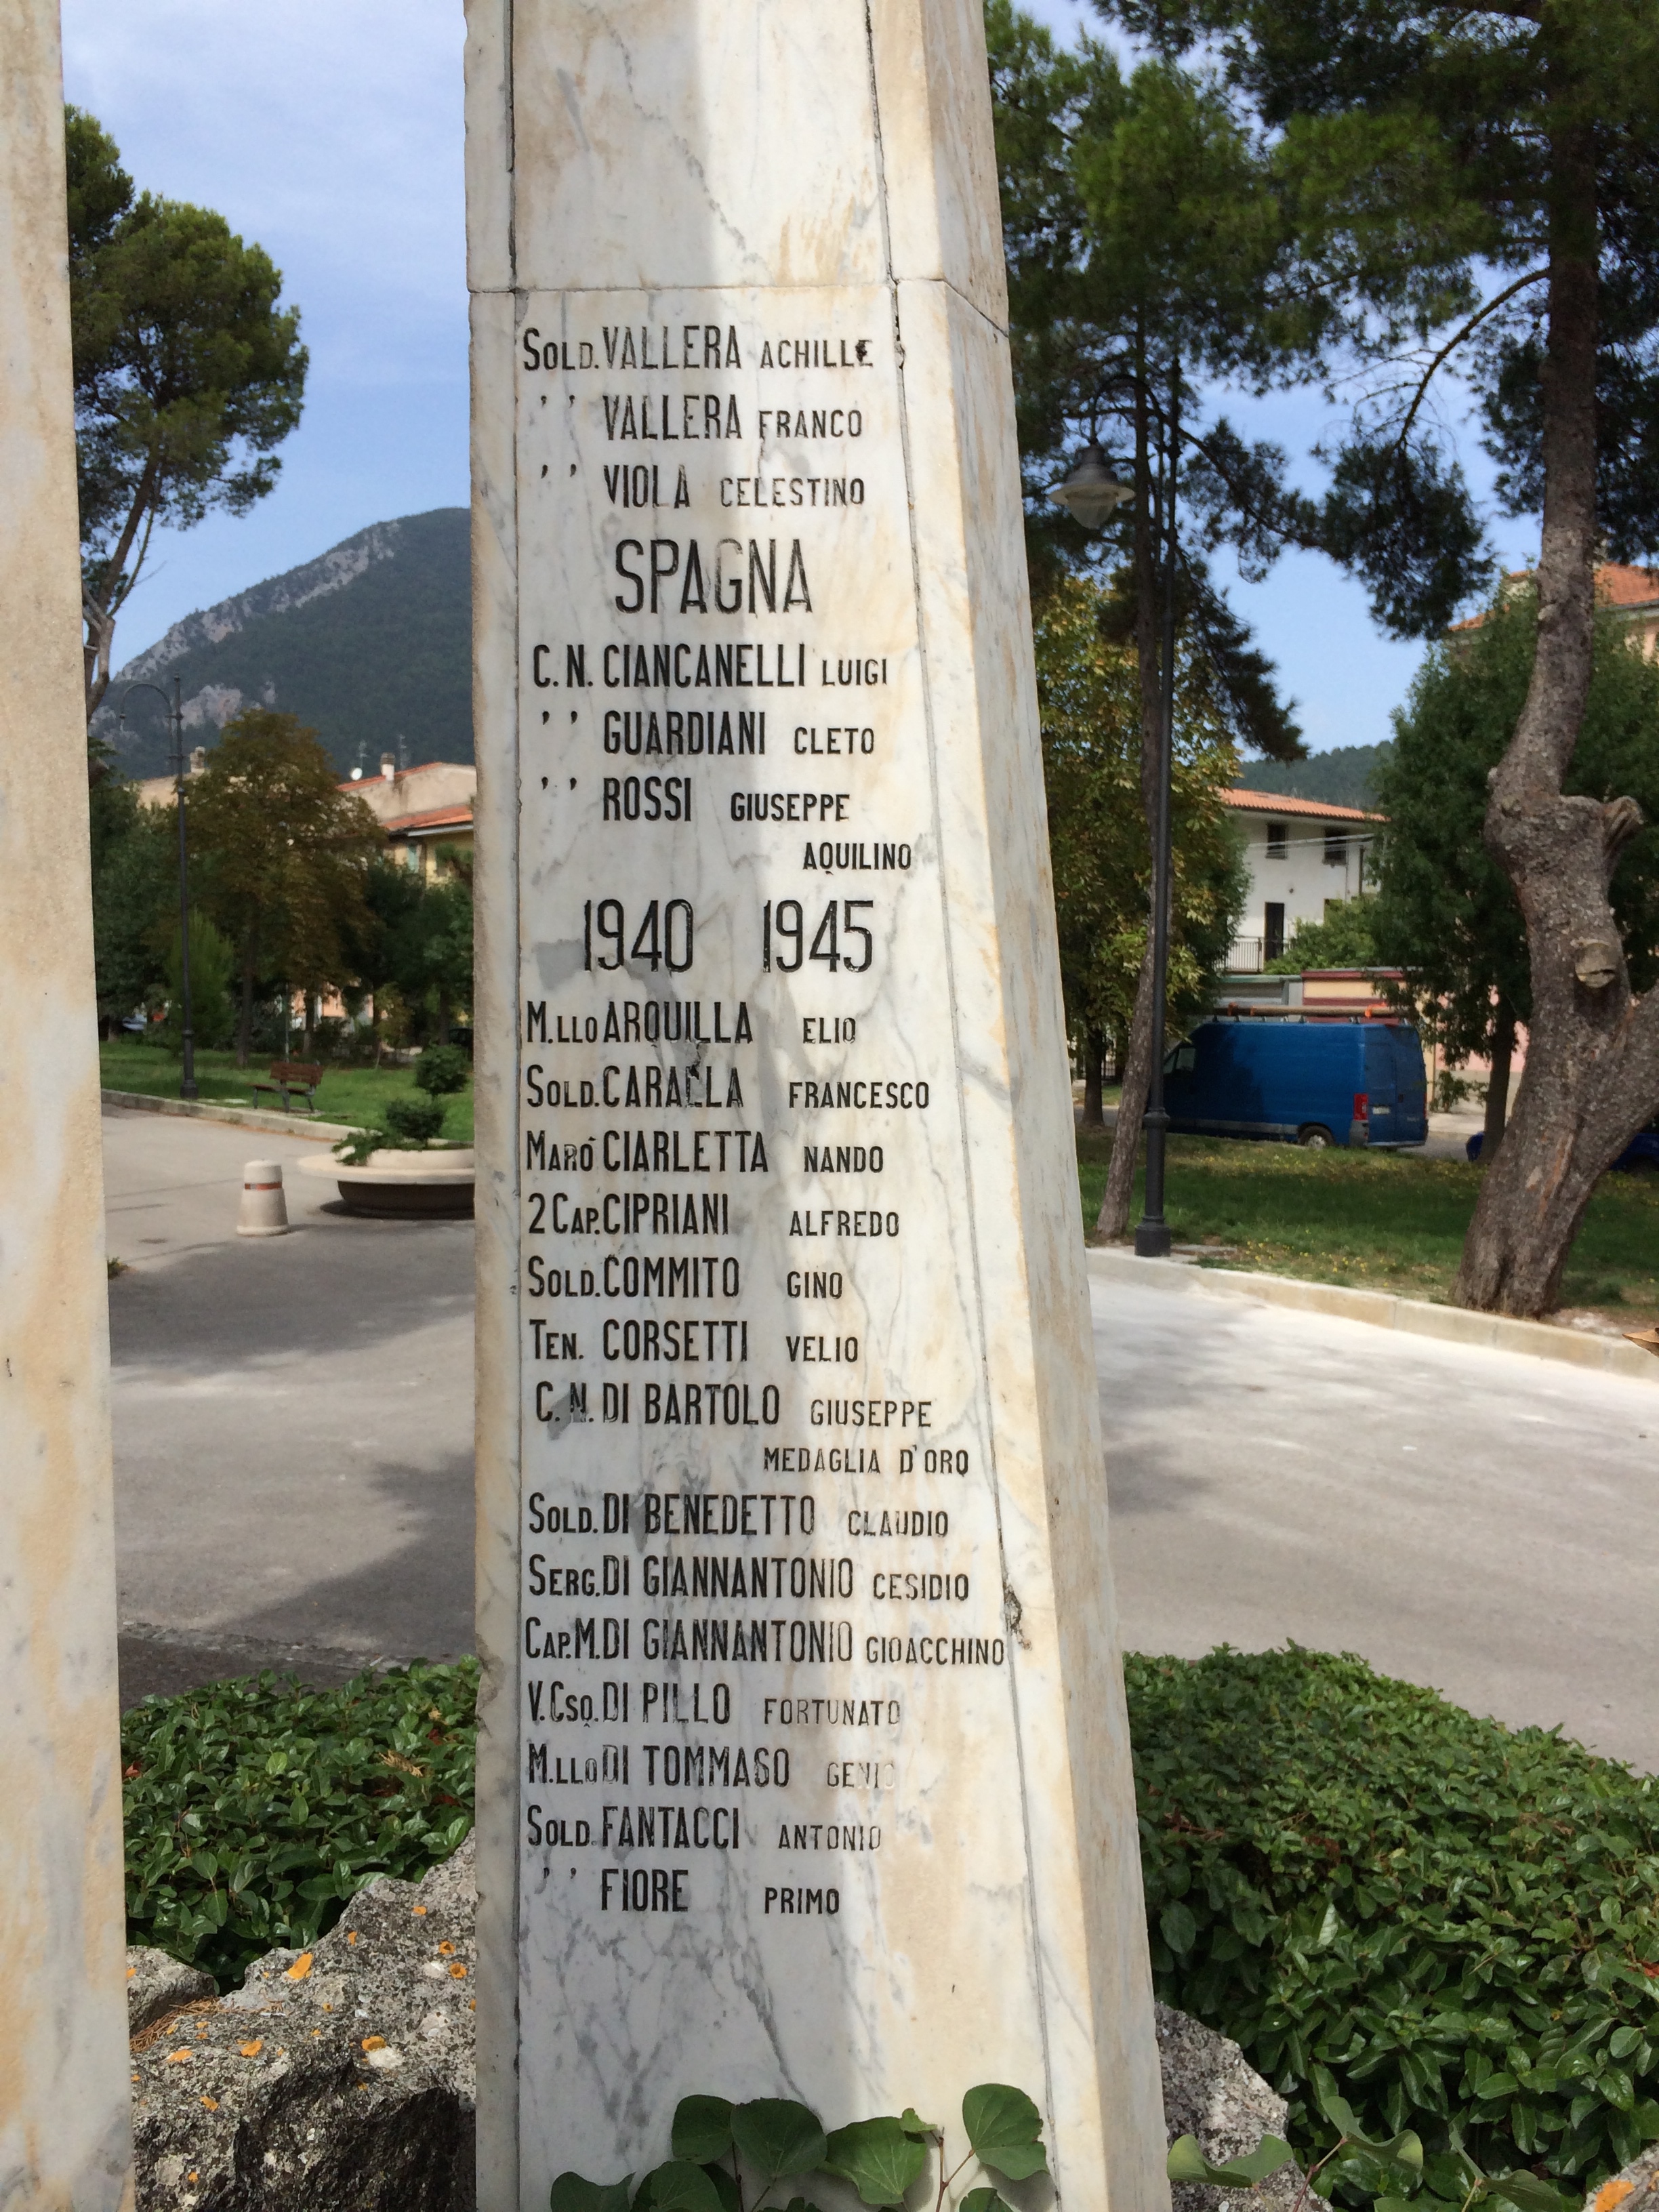 SOLD. VALLERA ACHILLE
'' VALLERA FRANCO
'' VIOLA CELESTINO
SPAGNA
C.N. CIANCANELLI LUIGI
'' GUARDIANI CLETO
'' ROSSI GIUSEPPE
AQUILINO
1940 1945
M.LLO ARQUILLA ELIO
SOLD. CARALLA FRANCESCO
MARÒ CIARLETTA NANDO
2 CAP. CIPRIANI ALFREDO
SOLD. COMMITO GINO
TEN. CORSETTI VELIO
C.N. DI BARTOLO GIUSEPPE
MEDAGLIA D'ORO
SOLD. DI BENEDETTO CLAUDIO
SERG. DI GIANNANTONIO CESIDIO
CAP.M. DI GIANNANTONIO GIOACCHINO
V.CSQ. DI PILLO FORTUNATO
M.LLO DI TOMMASO GENIO
SOLD. FANTACCI ANTONIO
'' FIORE PRIMO